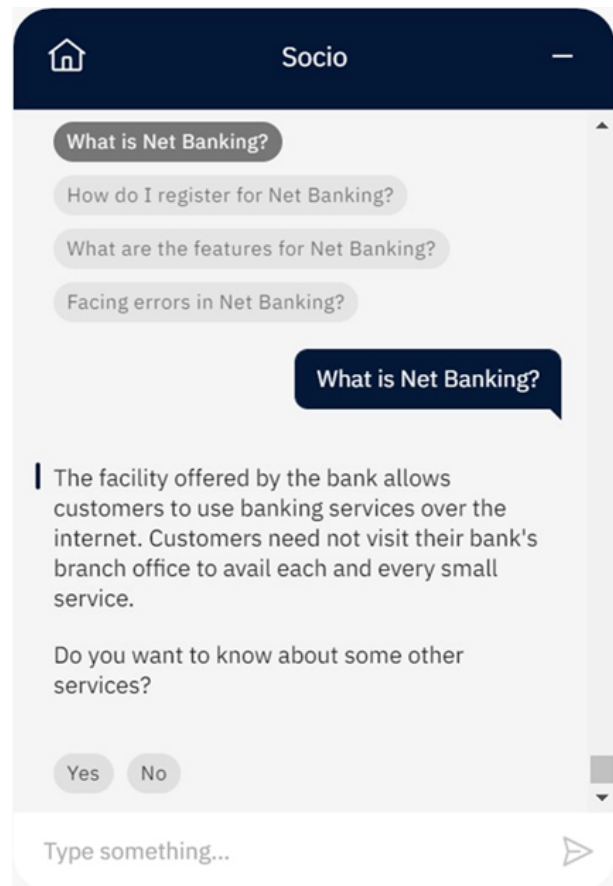 Socio
What is Net Banking?
How do I register for Net Banking?
What are the features for Net Banking?
Facing errors in Net Banking?
What is Net Banking?
The facility offered by the bank allows
customers to use banking services over the
internet. Customers need not visit their bank's
branch office to avail each and every small
service.
Do you want to know about some other
services?
Yes No
Type something...